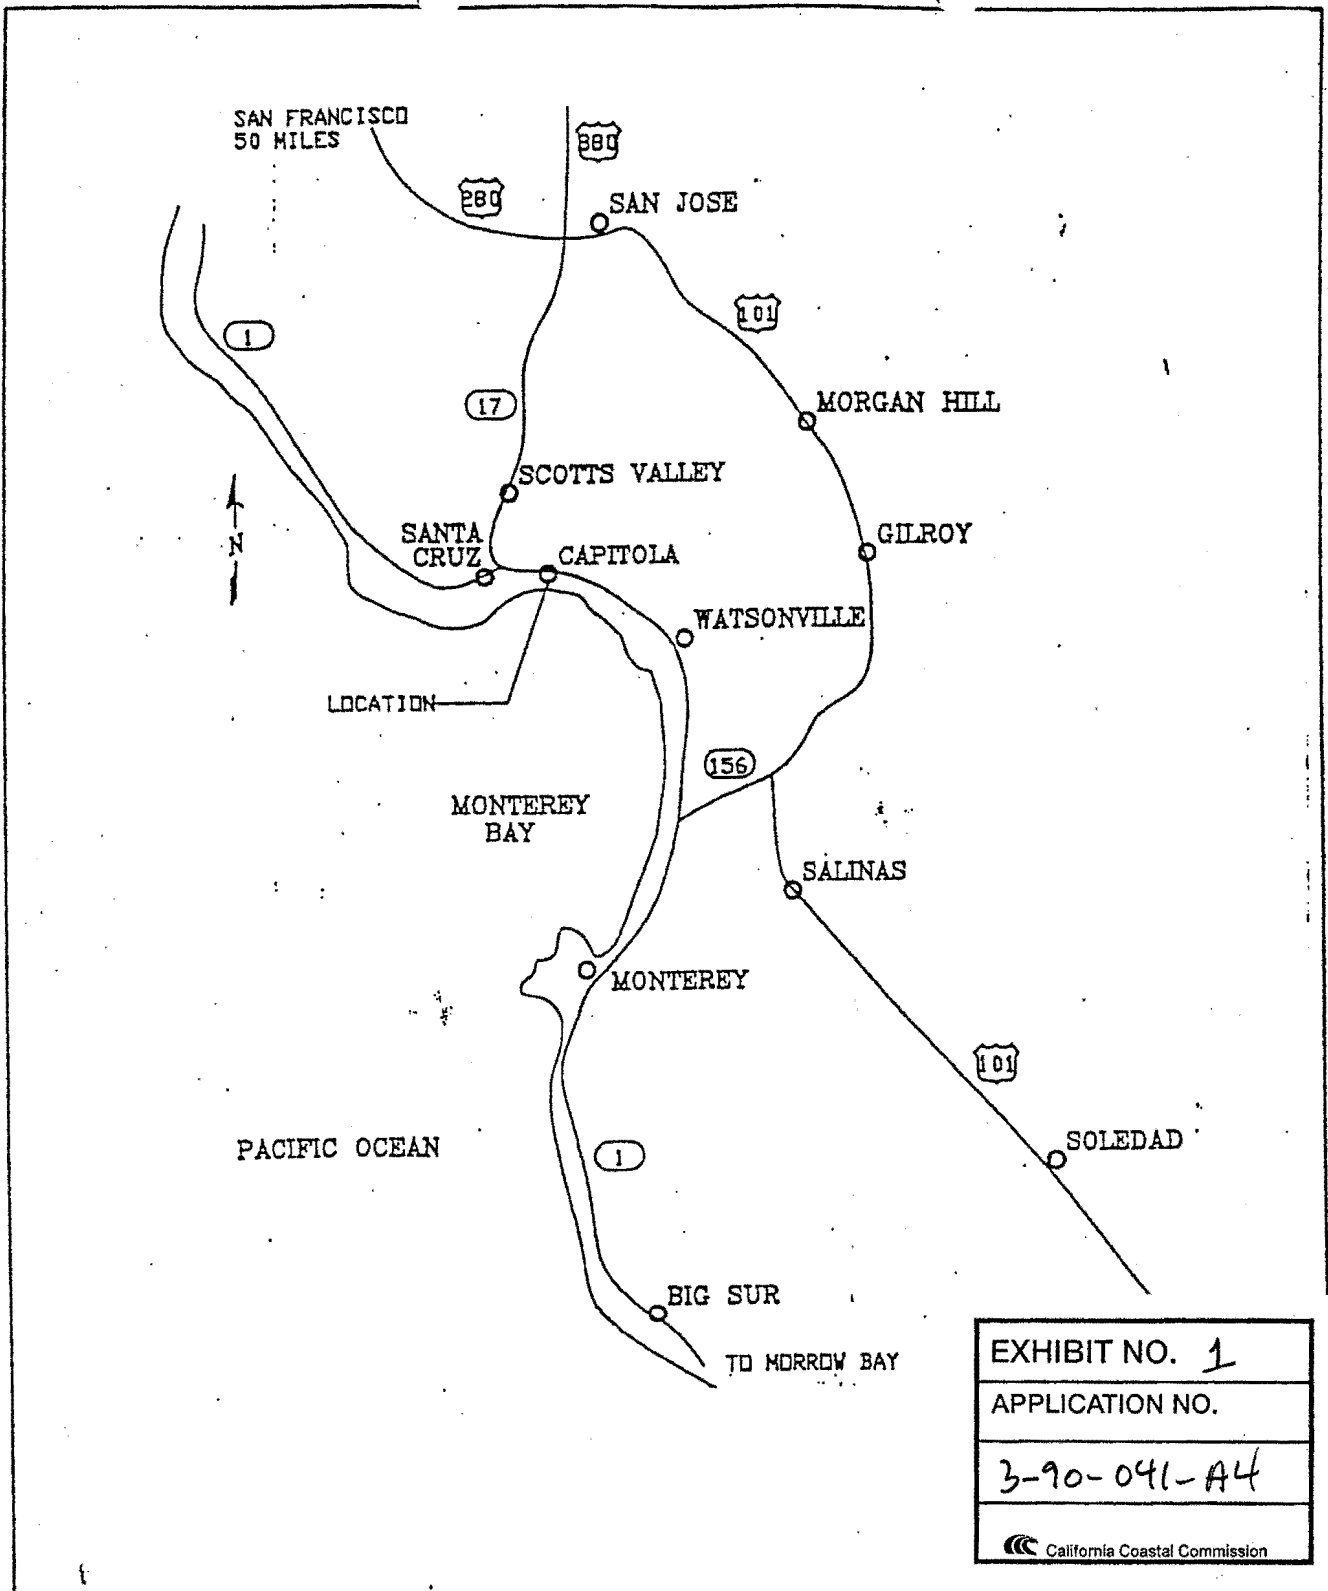 SAN FRANCISCO
50 MILES
880
280
SAN JOSE
101
1
17
MORGAN HILL
SCOTTS VALLEY
SANTA
CRUZ
CAPITOLA
GILROY
N
WATSONVILLE
LOCATION
156
MONTEREY
BAY
SALINAS
MONTEREY
101
SOLEDAD
PACIFIC OCEAN
1
BIG SUR
TO MORROW BAY
EXHIBIT NO. 1
APPLICATION NO.
3-90-041-A4
California Coastal Commission